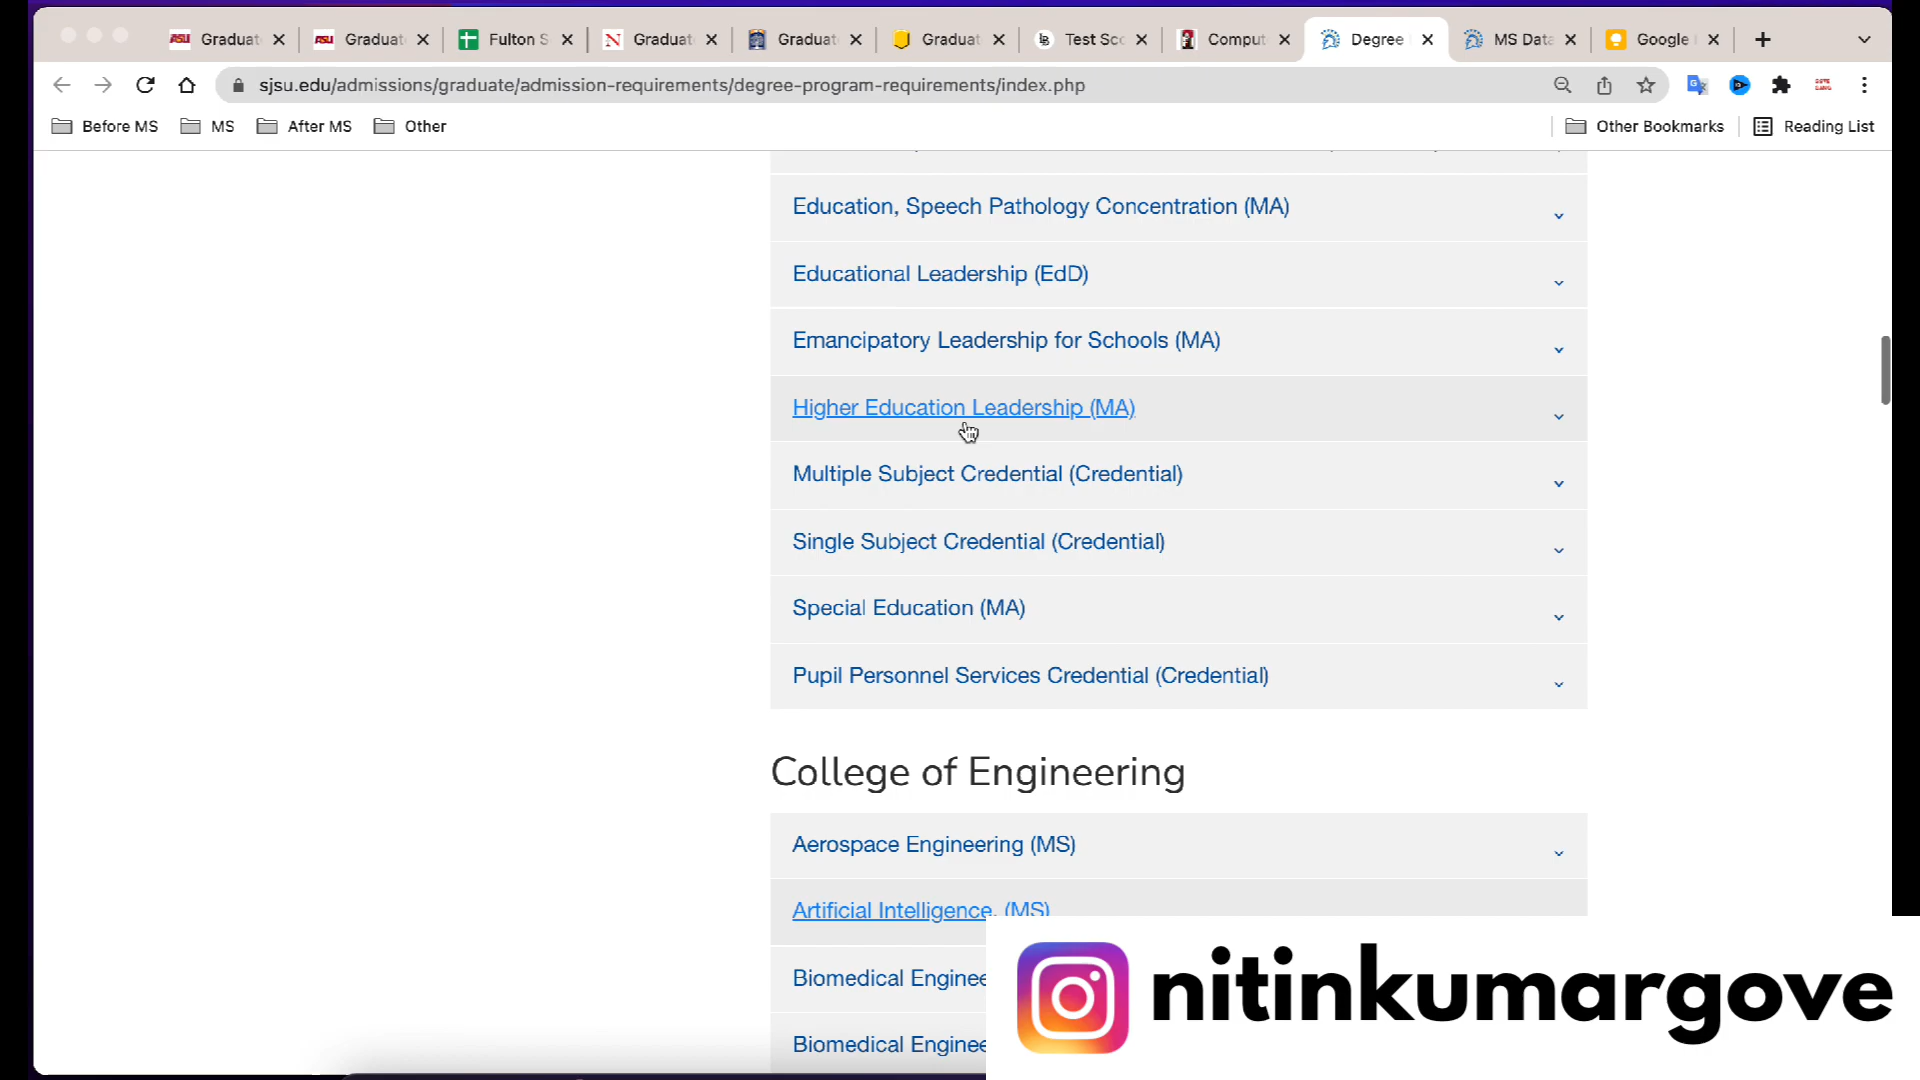 Graduat
Graduat
Fulton S
Graduat
Graduat
Graduat
Test Sco
Comput
Degree
MS Data
Google
sjsu.edu/admissions/graduate/admission-requirements/degree-program-requirements/index.php
Before MS
MS
After MS
Other
Other Bookmarks
Reading List
Education, Speech Pathology Concentration (MA)
Educational Leadership (EdD)
Emancipatory Leadership for Schools (MA)
Higher Education Leadership (MA)
Multiple Subject Credential (Credential)
Single Subject Credential (Credential)
Special Education (MA)
Pupil Personnel Services Credential (Credential)
College of Engineering
Aerospace Engineering (MS)
Artificial Intelligence, (MS)
Biomedical Enginee
Biomedical Enginee
nitinkumargove